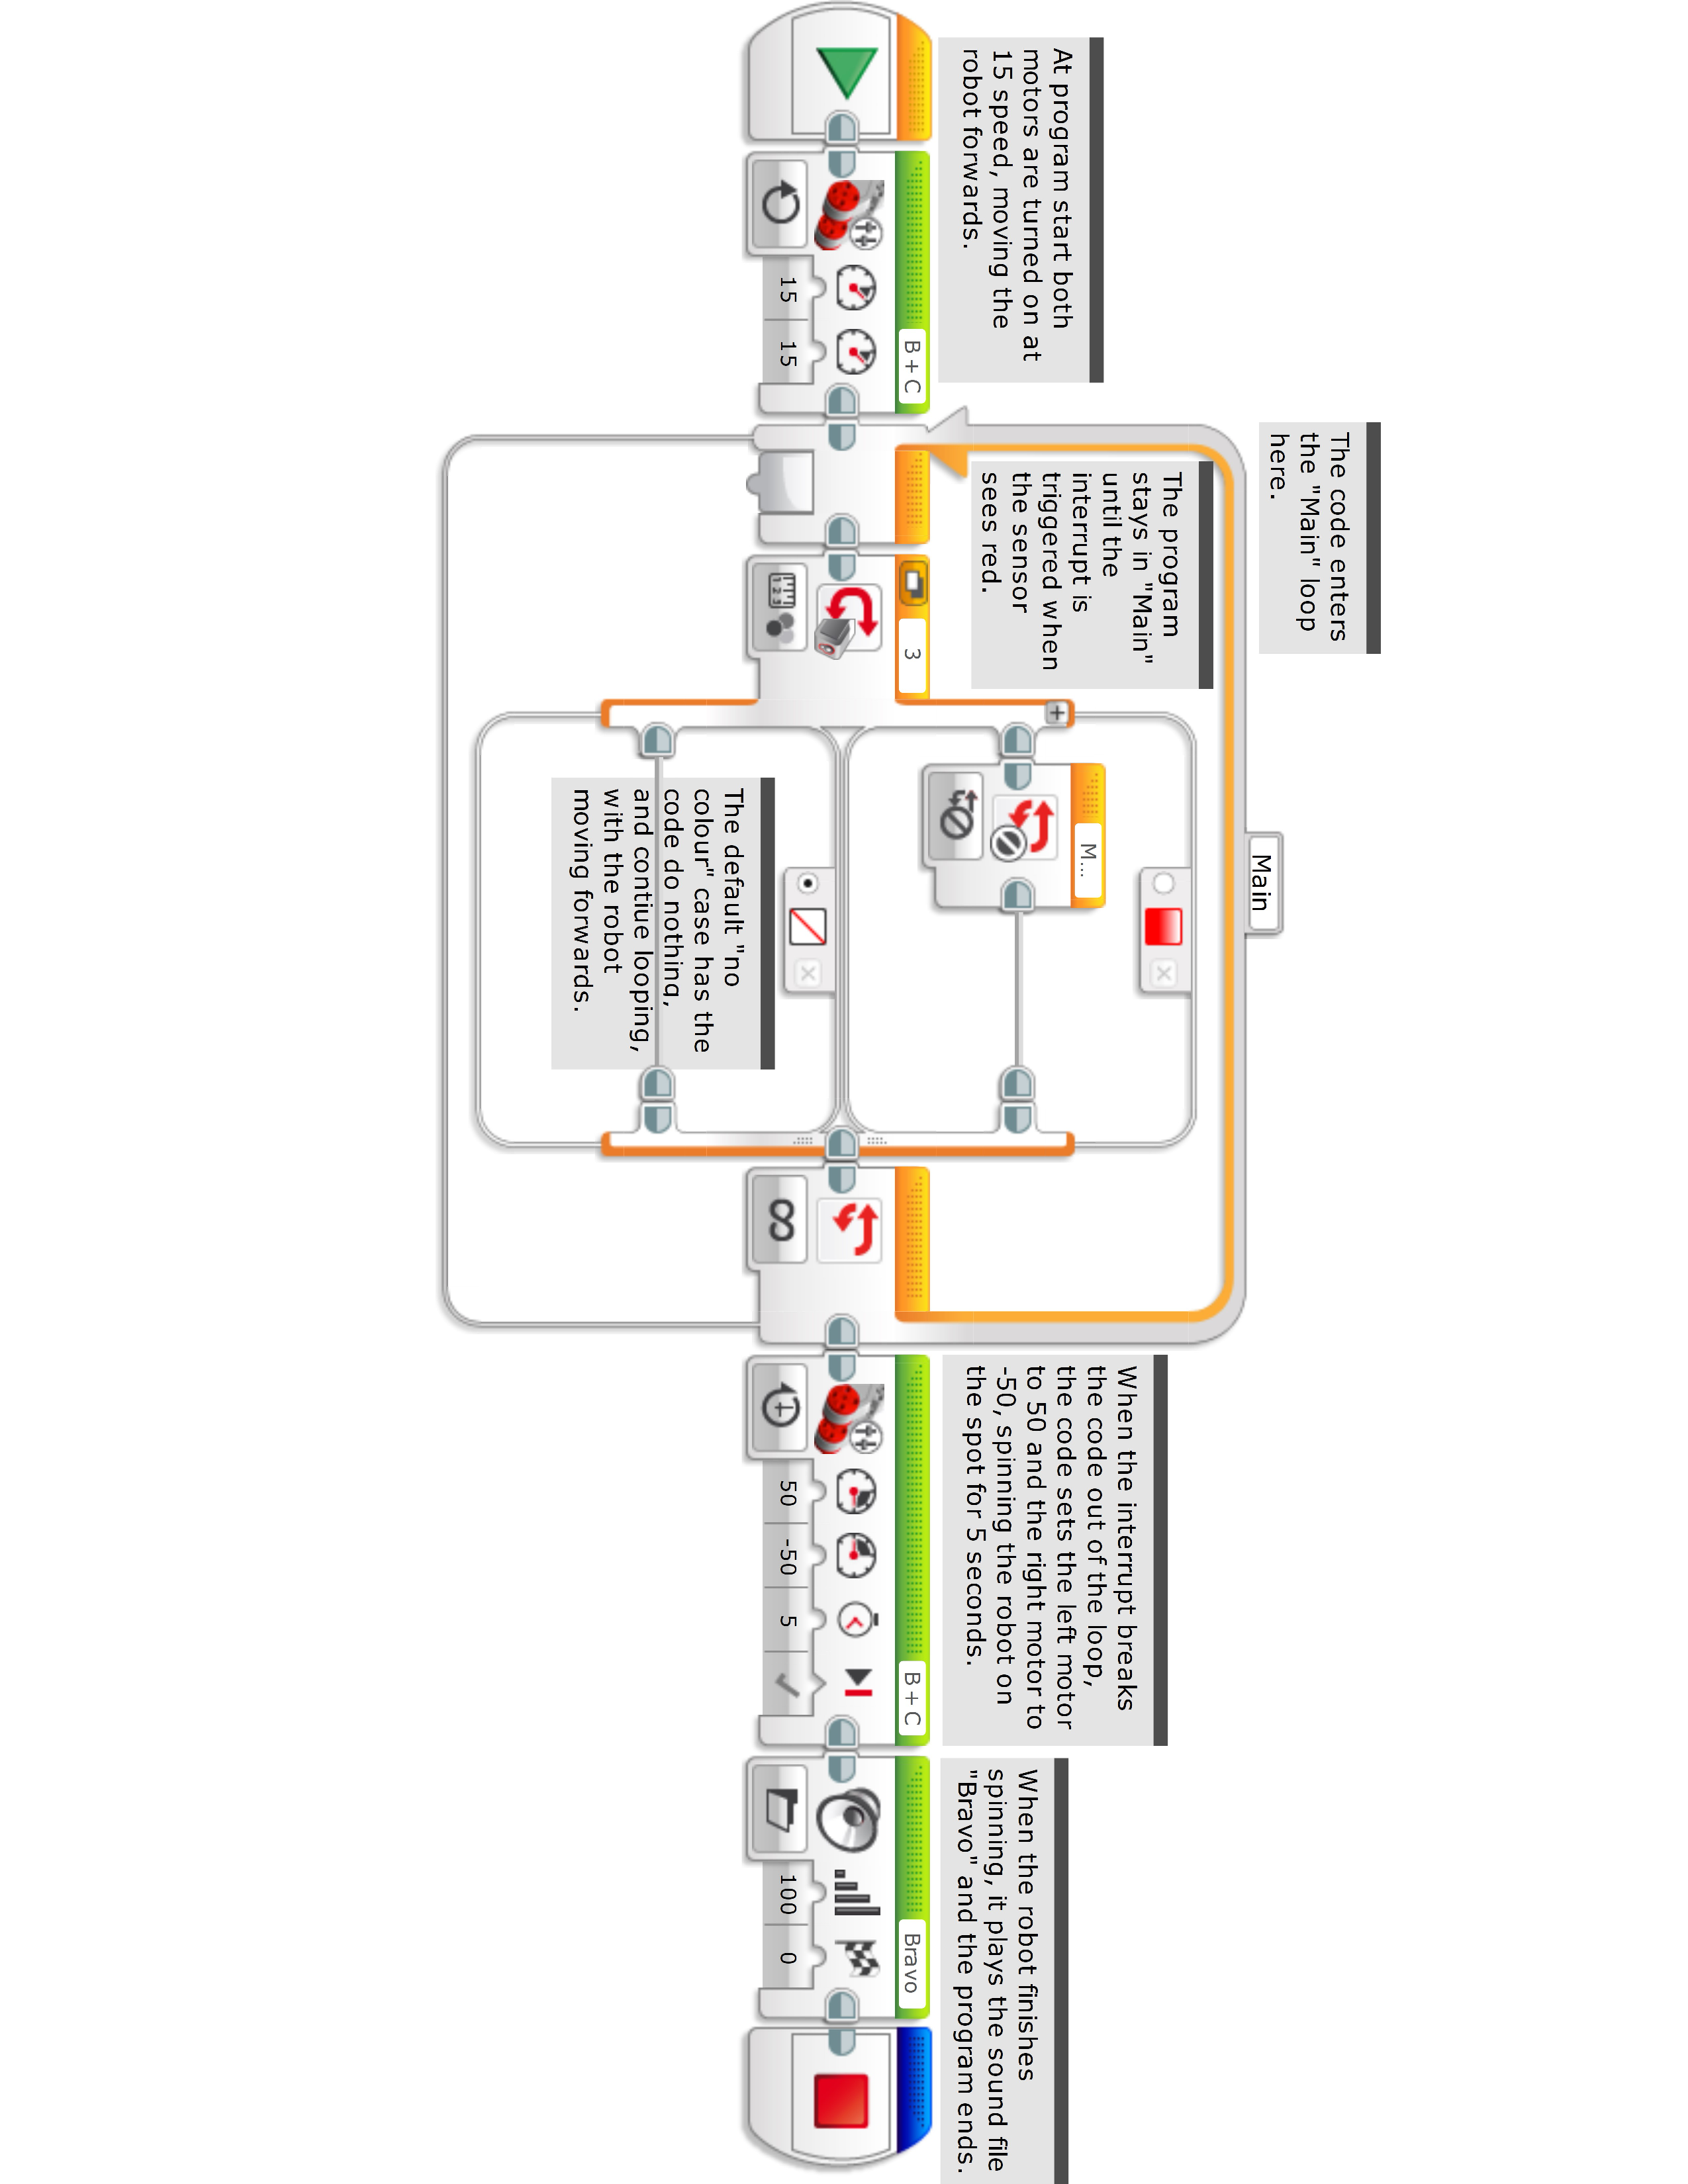 At program start both
motors are turned on at
15 speed, moving the
robot forwards.
B + C
15
15
The code enters
the "Main" loop
here.
Main
The program
stays in "Main"
until the
interrupt is
triggered when
the sensor
sees red.
3
1 2 3
M...
The default "no
colour" case has the
code do nothing,
and contiue looping,
with the robot
moving forwards.
∞
When the interrupt breaks
the code out of the loop,
the code sets the left motor
to 50 and the right motor to
-50, spinning the robot on
the spot for 5 seconds.
B + C
50
-50
5
When the robot finishes
spinning, it plays the sound file
"Bravo" and the program ends.
Bravo
100
0